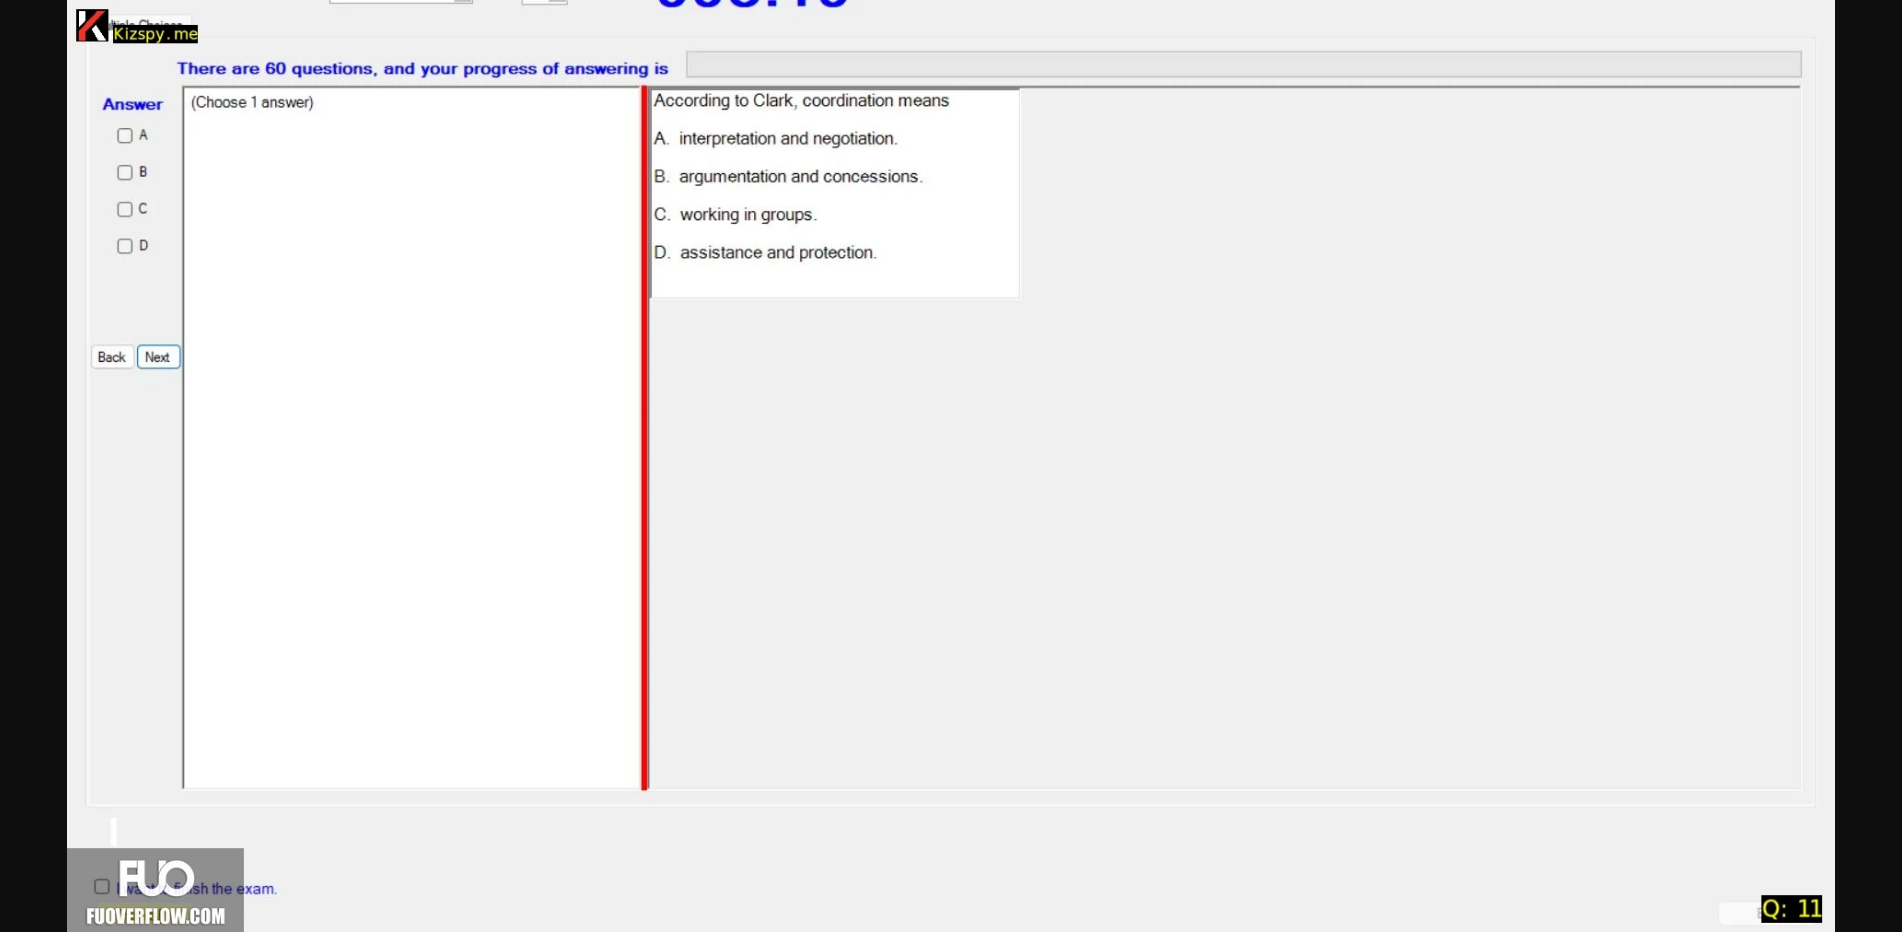 Kizspy.me
There are 60 questions, and your progress of answering is
Answer
(Choose 1 answer)
A
B
C
D
Back
Next
According to Clark, coordination means
A. interpretation and negotiation.
B. argumentation and concessions.
C. working in groups.
D. assistance and protection.
FUO
sh the exam.
FUOVERFLOW.COM
Q: 11